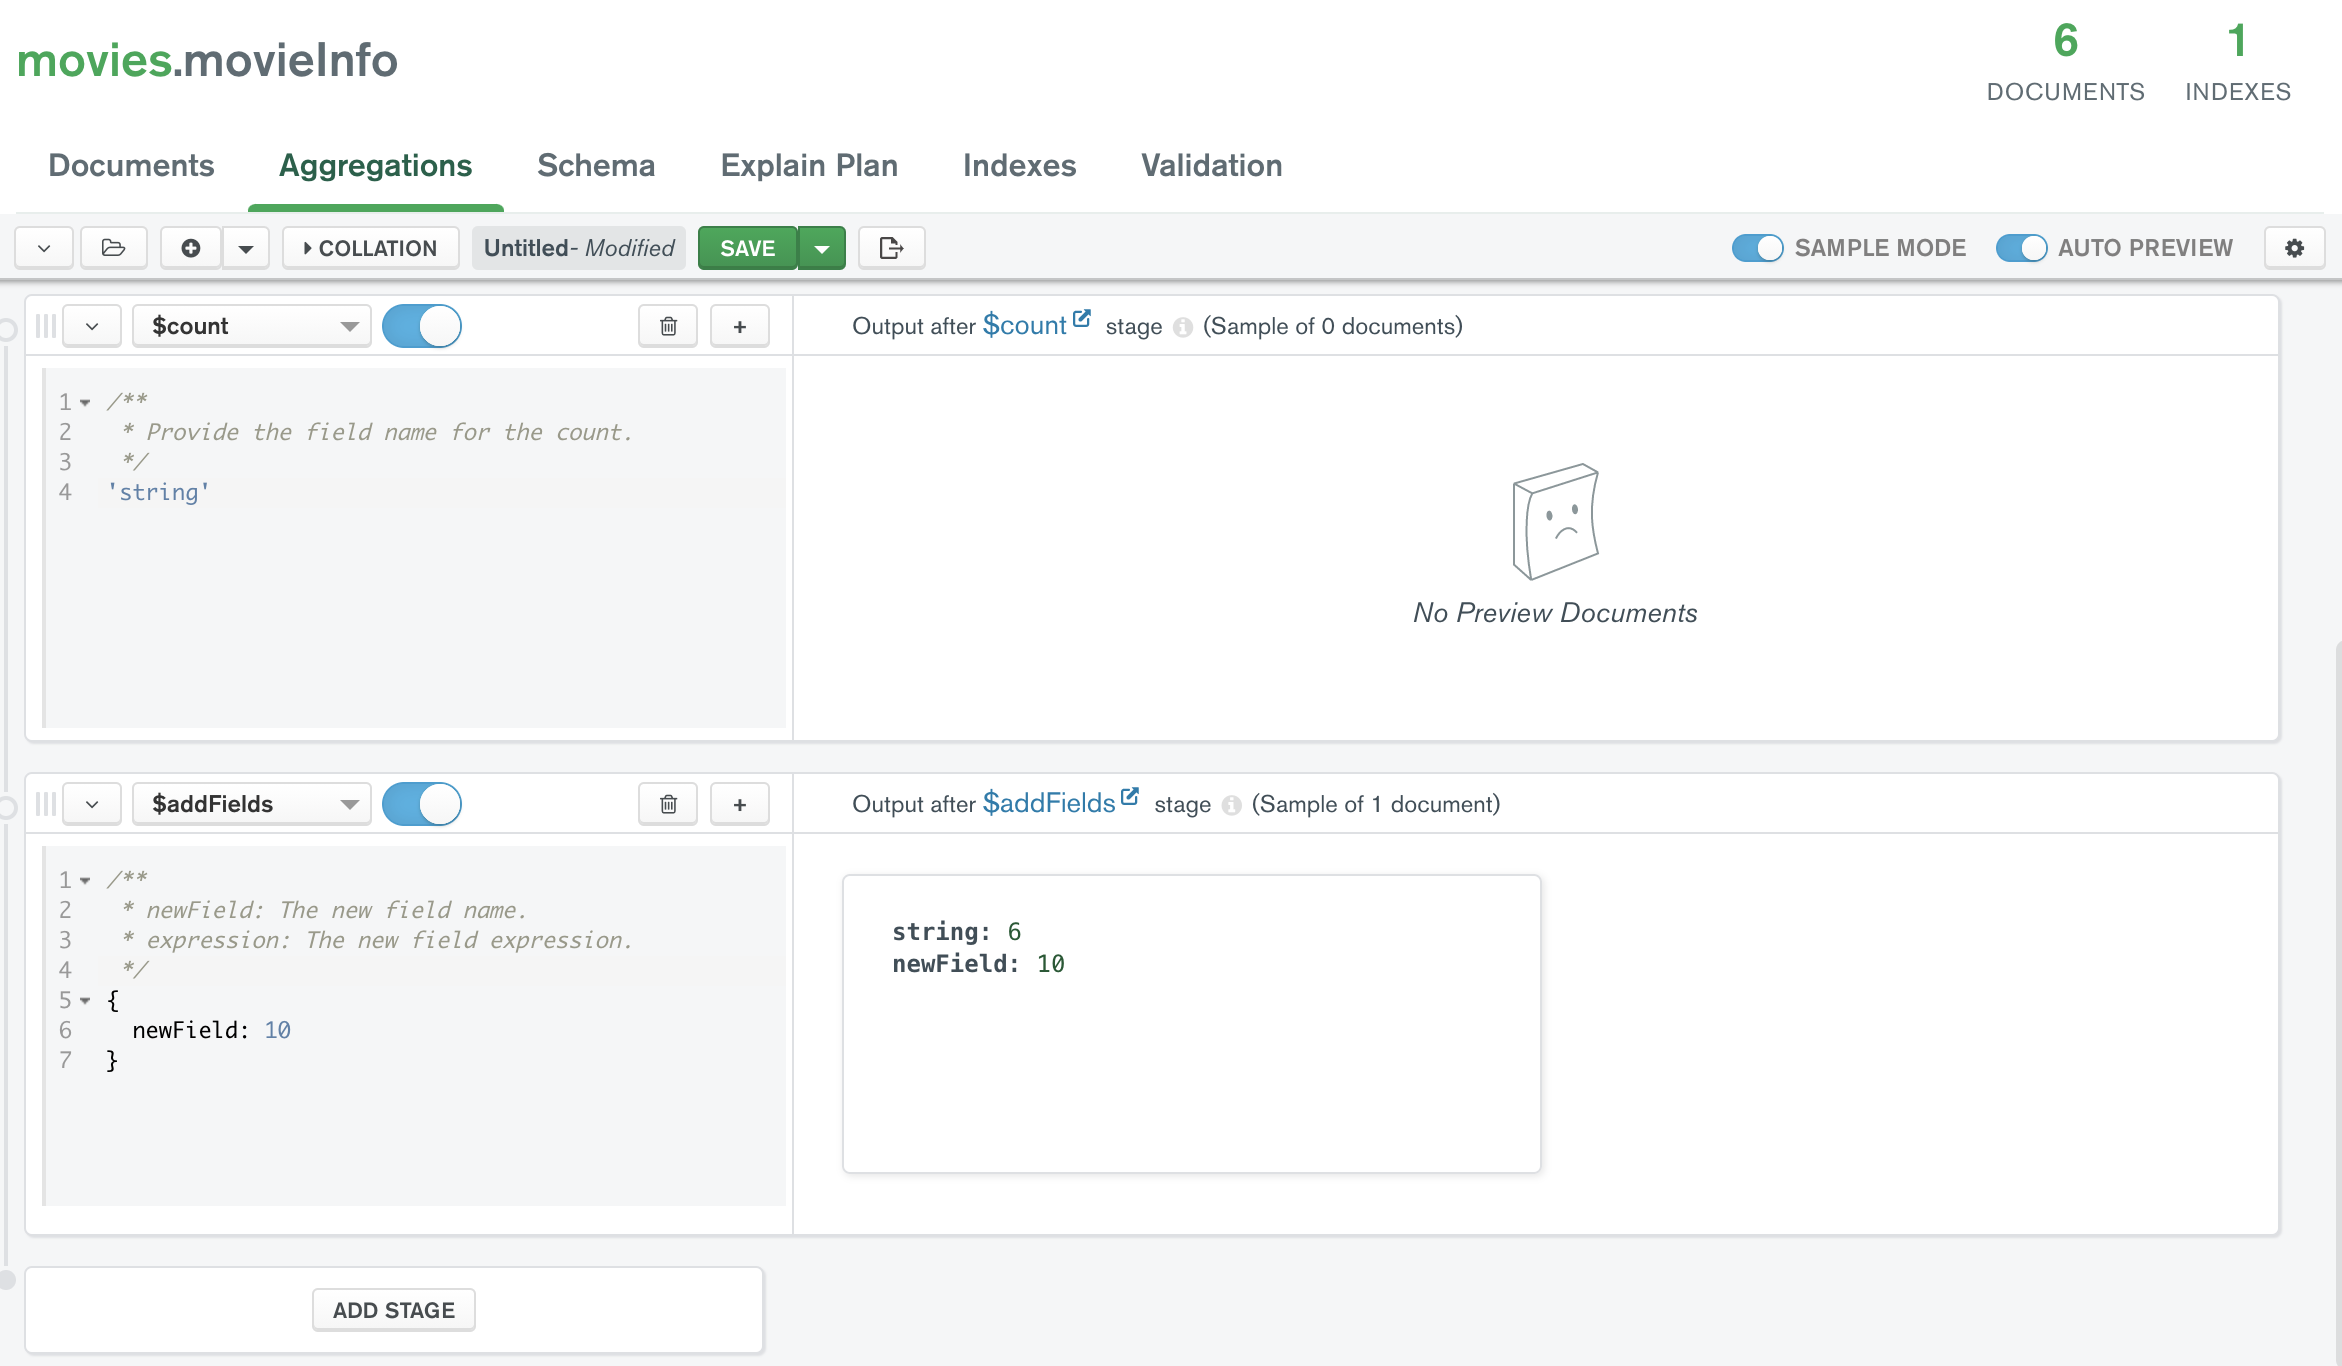 movies.movieInfo
6
DOCUMENTS
1
INDEXES
Documents
Aggregations
Schema
Explain Plan
Indexes
Validation
COLLATION
Untitled- Modified
SAVE
SAMPLE MODE
AUTO PREVIEW
$count
+
Output after $count stage (Sample of 0 documents)
1 /**
2  * Provide the field name for the count.
3  */
4 'string'
No Preview Documents
$addFields
+
Output after $addFields stage (Sample of 1 document)
1 /**
2  * newField: The new field name.
3  * expression: The new field expression.
4  */
5 {
6   newField: 10
7 }
string: 6
newField: 10
ADD STAGE